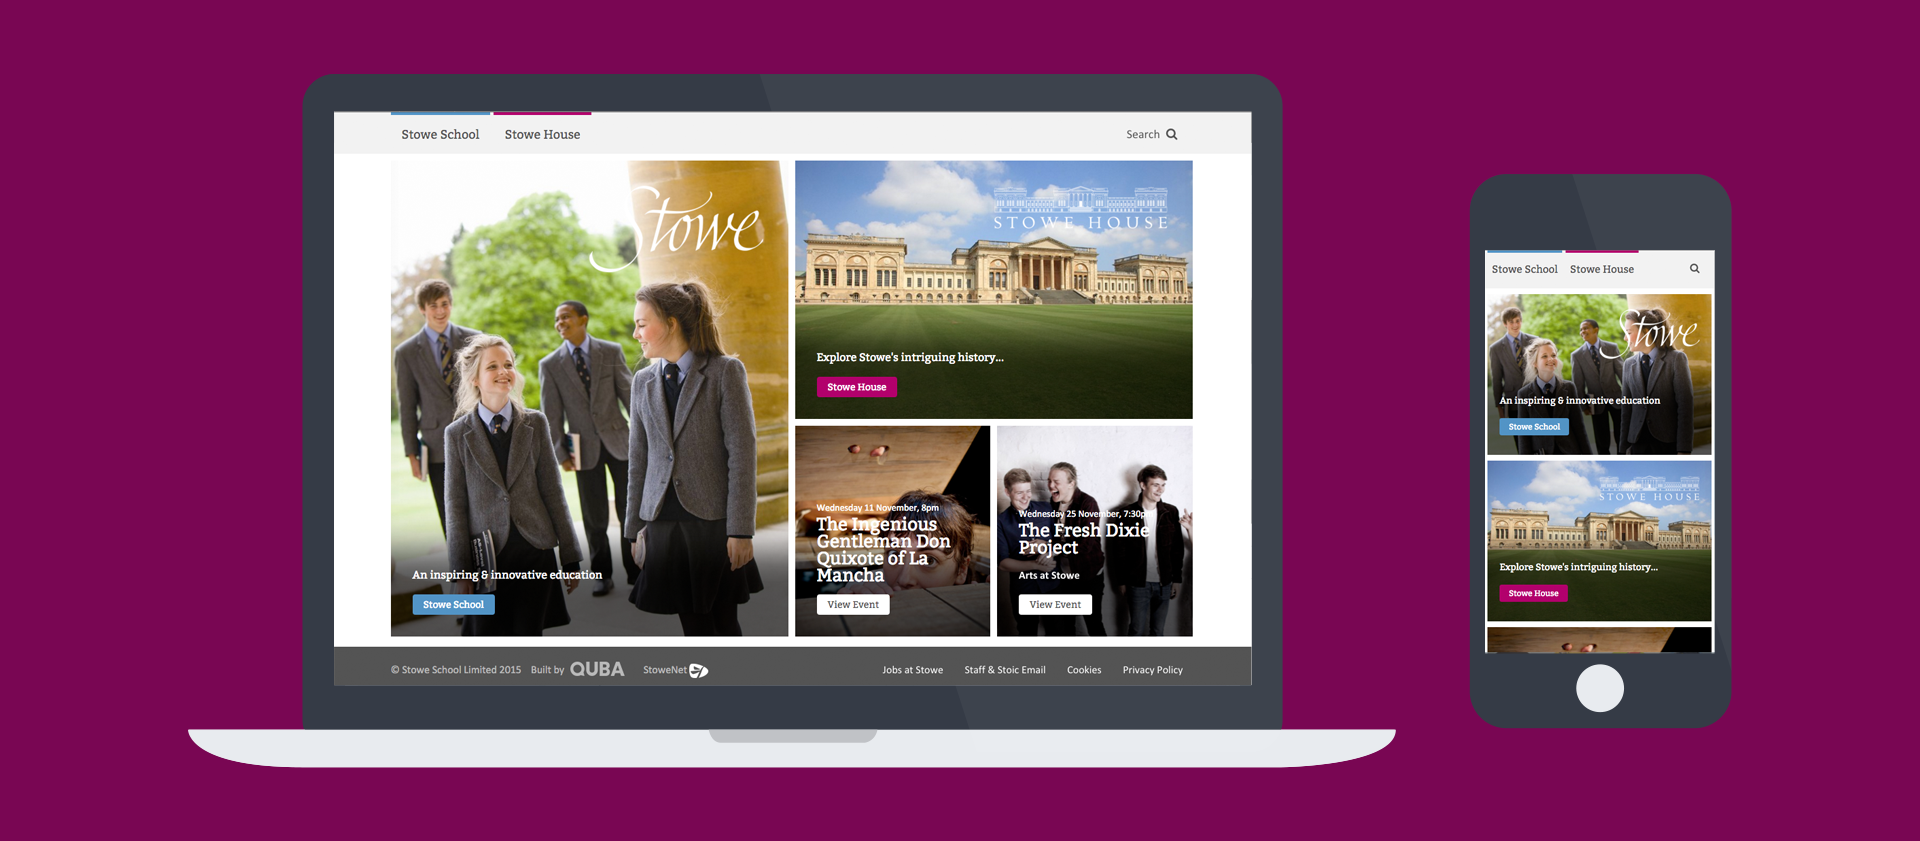 Stowe School
Stowe House
Search
Stowe
STOWE HOUSE
Explore Stowe's intriguing history...
Stowe House
An inspiring & innovative education
Stowe School
Wednesday 11 November, 8pm
The Ingenious
Gentleman Don
Quixote of La
Mancha
View Event
Wednesday 25 November, 7:30pm
The Fresh Dixie
Project
Arts at Stowe
View Event
© Stowe School Limited 2015 Built by QUBA StoweNet
Jobs at Stowe
Staff & Stoic Email
Cookies
Privacy Policy
Stowe School
Stowe House
Stowe
An inspiring & innovative education
Stowe School
STOWE HOUSE
Explore Stowe's intriguing history...
Stowe House